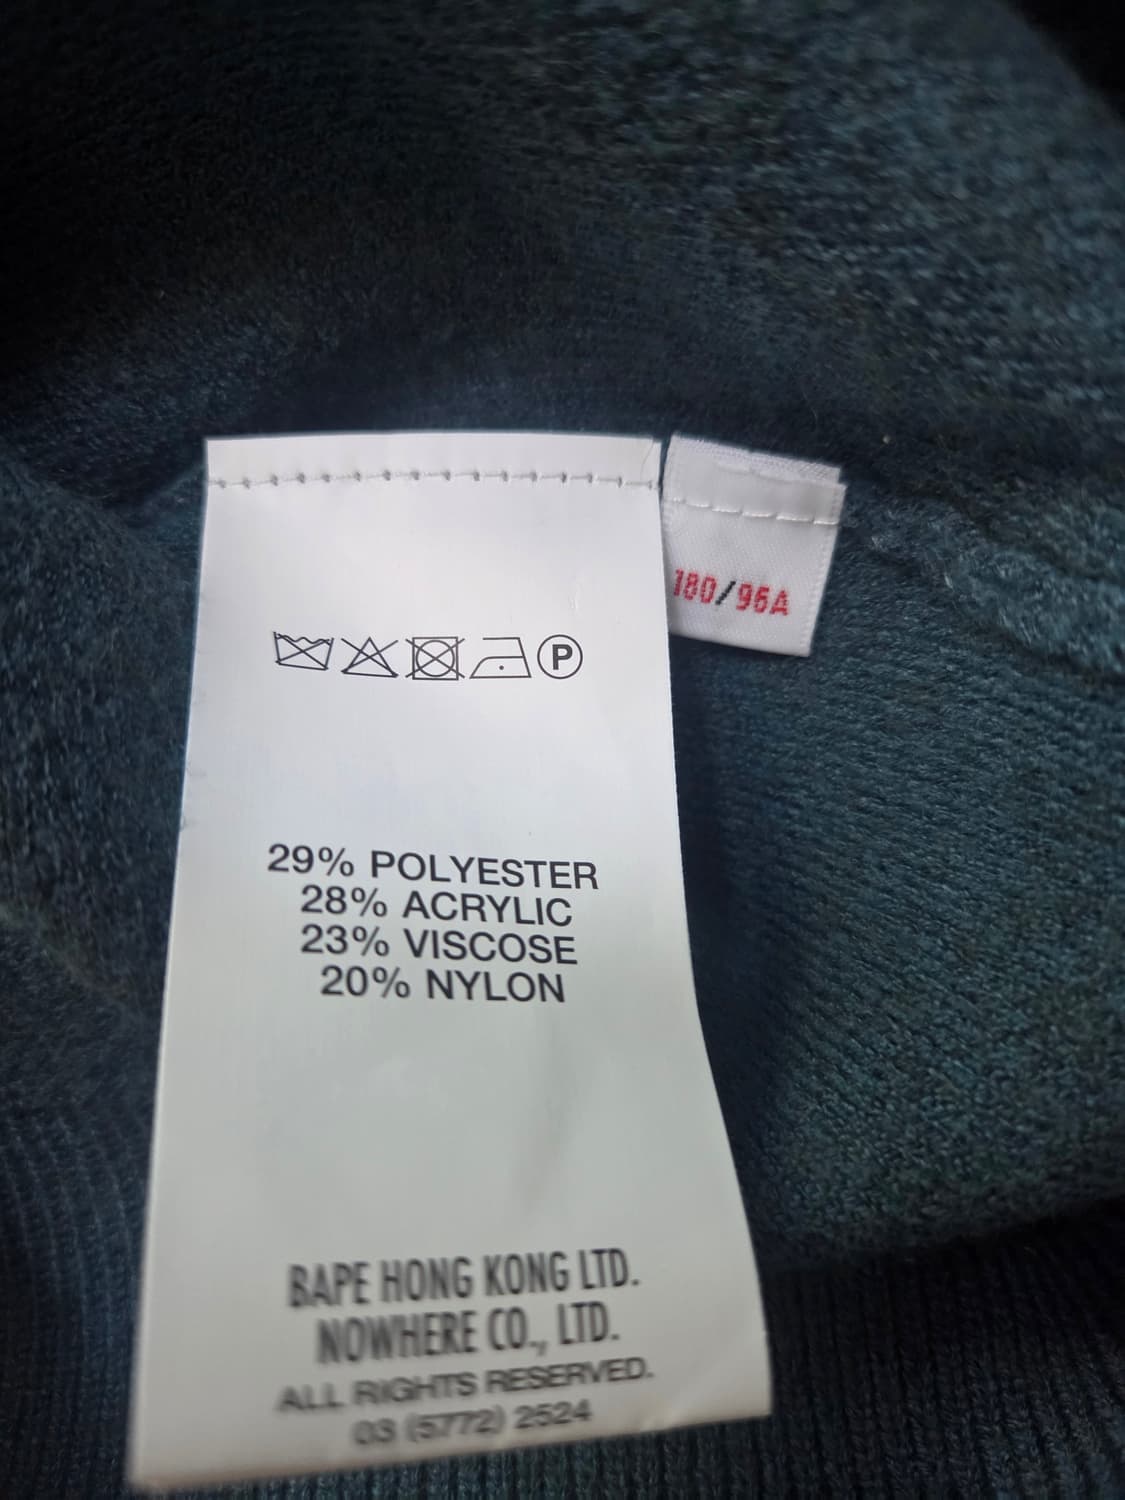 180/96A
P
29% POLYESTER
28% ACRYLIC
23% VISCOSE
20% NYLON
BAPE HONG KONG LTD.
NOWHERE CO., LTD.
ALL RIGHTS RESERVED.
03 (5772) 2524